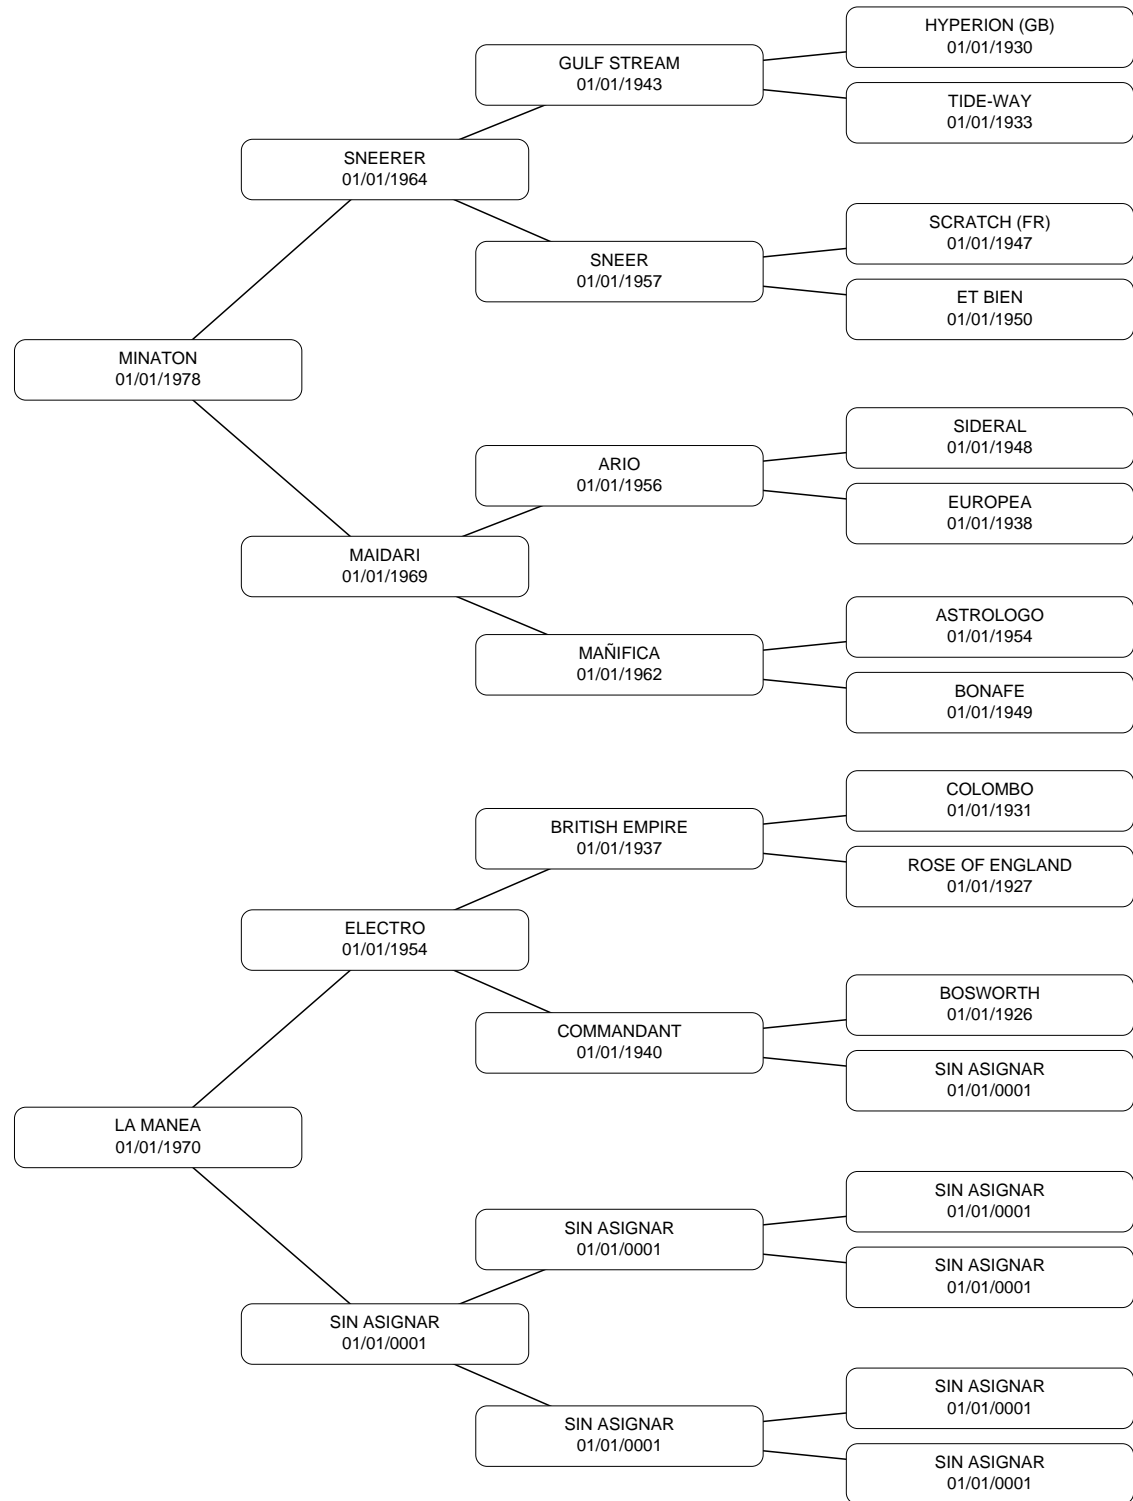 HYPERION (GB)
01/01/1930
GULF STREAM
01/01/1943
TIDE-WAY
01/01/1933
SNEERER
01/01/1964
SCRATCH (FR)
01/01/1947
SNEER
01/01/1957
ET BIEN
01/01/1950
MINATON
01/01/1978
SIDERAL
01/01/1948
ARIO
01/01/1956
EUROPEA
01/01/1938
MAIDARI
01/01/1969
ASTROLOGO
01/01/1954
MAÑIFICA
01/01/1962
BONAFE
01/01/1949
COLOMBO
01/01/1931
BRITISH EMPIRE
01/01/1937
ROSE OF ENGLAND
01/01/1927
ELECTRO
01/01/1954
BOSWORTH
01/01/1926
COMMANDANT
01/01/1940
SIN ASIGNAR
01/01/0001
LA MANEA
01/01/1970
SIN ASIGNAR
01/01/0001
SIN ASIGNAR
01/01/0001
SIN ASIGNAR
01/01/0001
SIN ASIGNAR
01/01/0001
SIN ASIGNAR
01/01/0001
SIN ASIGNAR
01/01/0001
SIN ASIGNAR
01/01/0001